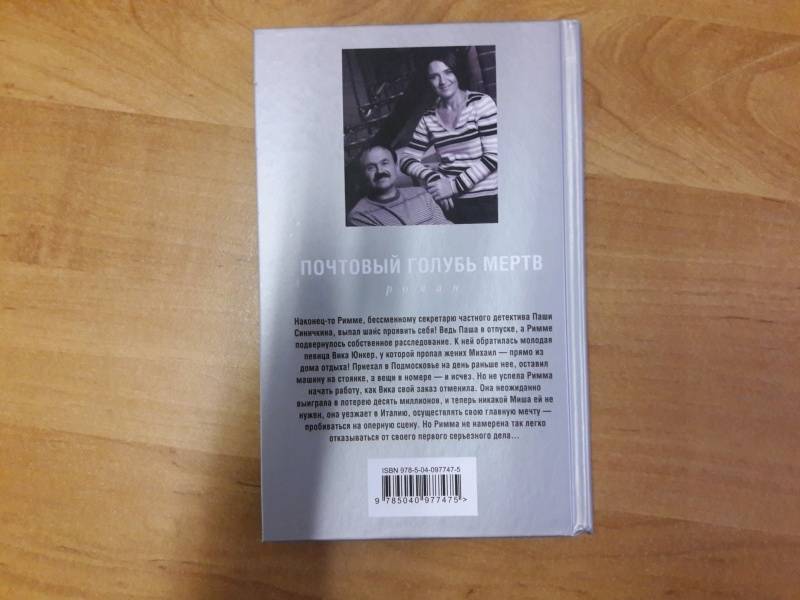 ПОЧТОВЫЙ ГОЛУБЬ МЕРТВ
роман
Наконец-то Римме, бессменному секретарю частного детектива Паши
Синичкина, выпал шанс проявить себя! Ведь Паша в отпуске, а Римме
подвернулось собственное расследование. К ней обратилась молодая
певица Вика Юнкер, у которой пропал жених Михаил — прямо из
дома отдыха! Приехал в Подмосковье на день раньше нее, оставил
машину на стоянке, а вещи в номере — и исчез. Но не успела Римма
начать работу, как Вика свой заказ отменила. Она неожиданно
выиграла в лотерею десять миллионов, и теперь никакой Миша ей не
нужен, она уезжает в Италию, осуществлять свою главную мечту —
пробиваться на оперную сцену. Но Римма не намерена так легко
отказываться от своего первого серьезного дела...
ISBN 978-5-04-097747-5
9 785040 977475>